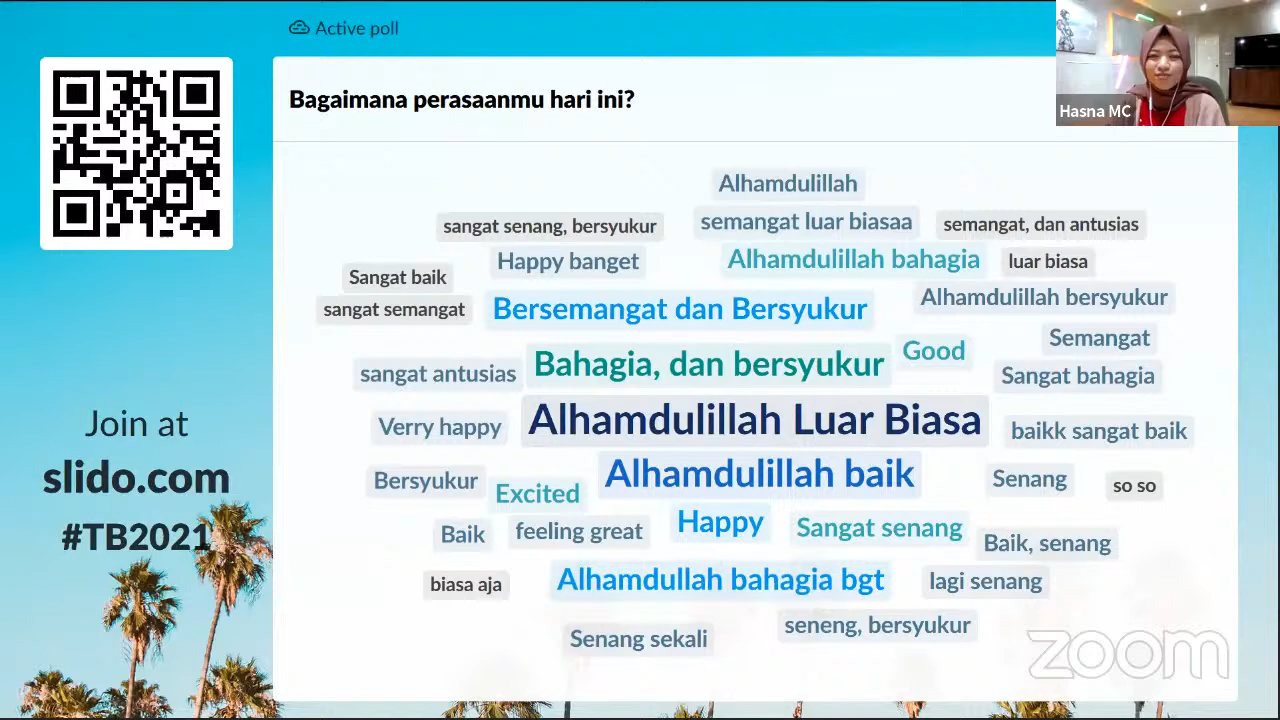 Active poll
Bagaimana perasaanmu hari ini?
Hasna MC
Alhamdulillah
sangat senang, bersyukur
semangat luar biasaa
semangat, dan antusias
Happy banget
Alhamdulillah bahagia
luar biasa
Sangat baik
sangat semangat
Bersemangat dan Bersyukur
Alhamdulillah bersyukur
Semangat
sangat antusias
Bahagia, dan bersyukur
Good
Sangat bahagia
Verry happy
Alhamdulillah Luar Biasa
baikk sangat baik
Bersyukur
Excited
Alhamdulillah baik
Senang
so so
Baik
feeling great
Happy
Sangat senang
Baik, senang
biasa aja
Alhamdullah bahagia bgt
lagi senang
Senang sekali
seneng, bersyukur
Join at
slido.com
#TB2021
zoom